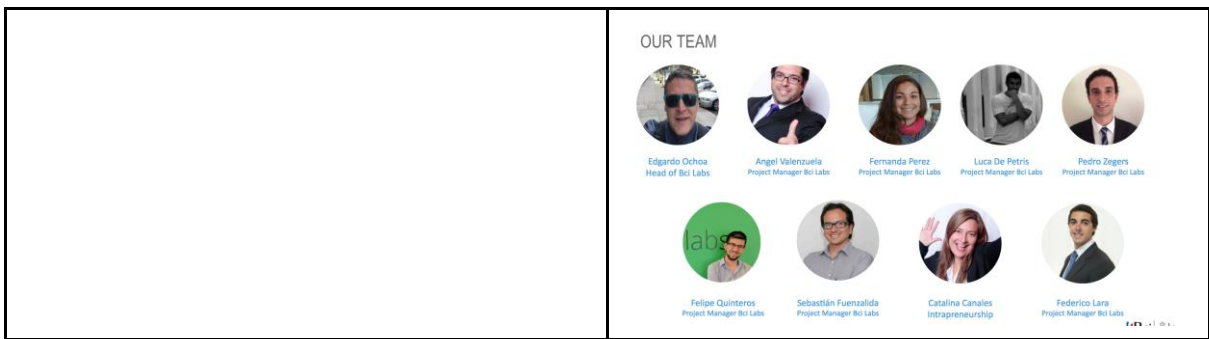 OUR TEAM
Edgardo Ochoa
Head of Bci Labs
Angel Valenzuela
Project Manager Bci Labs
Fernanda Perez
Project Manager Bci Labs
Luca De Petris
Project Manager Bci Labs
Pedro Zegers
Project Manager Bci Labs
labs
Felipe Quinteros
Project Manager Bci Labs
Sebastián Fuenzalida
Project Manager Bci Labs
Catalina Canales
Intrapreneurship
Federico Lara
Project Manager Bci Labs